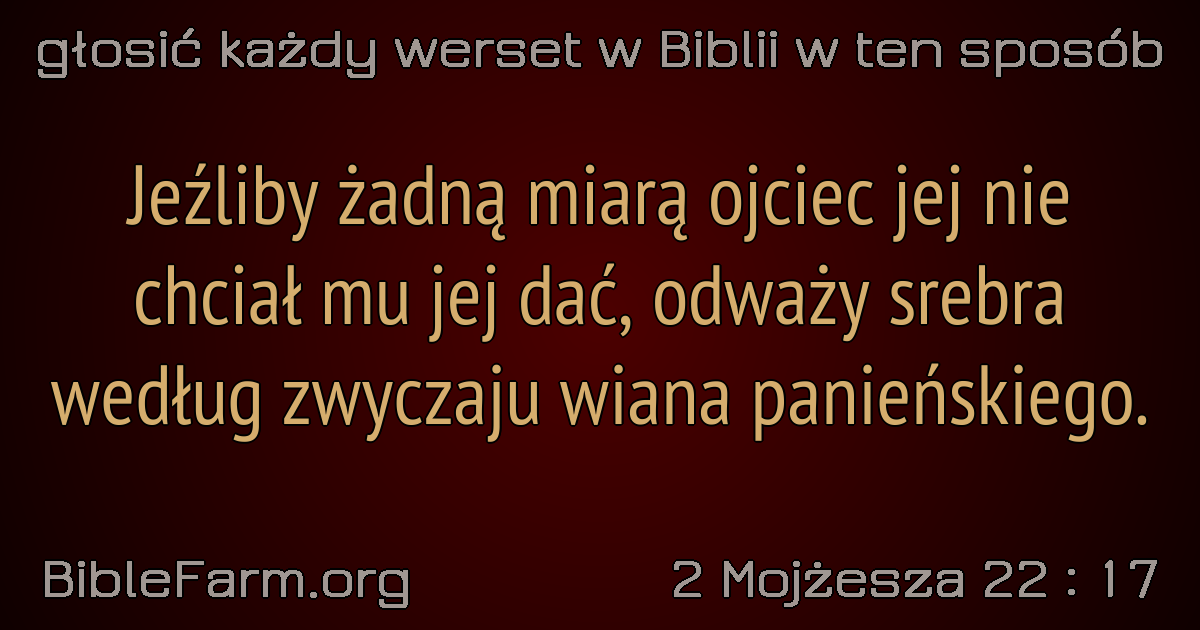 głosić każdy werset w Biblii w ten sposób
Jeźliby żadną miarą ojciec jej nie
chciał mu jej dać, odważy srebra
według zwyczaju wiana panieńskiego.
BibleFarm.org
2 Mojżesza 22 : 17